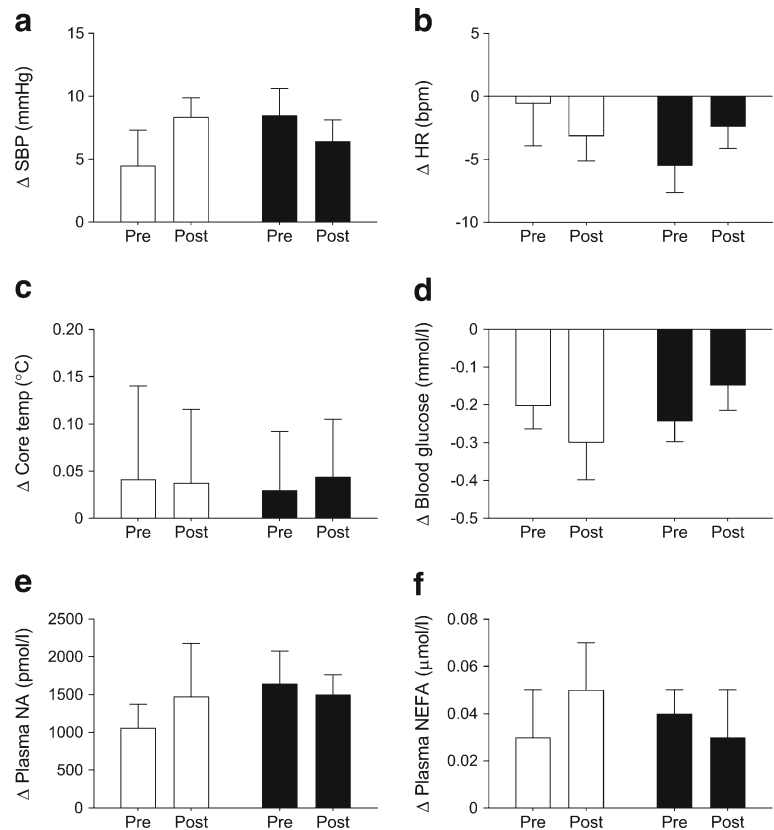 a
15
10
5
0
Δ SBP (mmHg)
Pre Post Pre Post
b
5
0
-5
-10
Δ HR (bpm)
Pre Post Pre Post
c
0.20
0.15
0.10
0.05
0
Δ Core temp (°C)
Pre Post Pre Post
d
0
-0.1
-0.2
-0.3
-0.4
-0.5
Δ Blood glucose (mmol/l)
Pre Post Pre Post
e
2500
2000
1500
1000
500
0
Δ Plasma NA (pmol/l)
Pre Post Pre Post
f
0.08
0.06
0.04
0.02
0
Δ Plasma NEFA (μmol/l)
Pre Post Pre Post